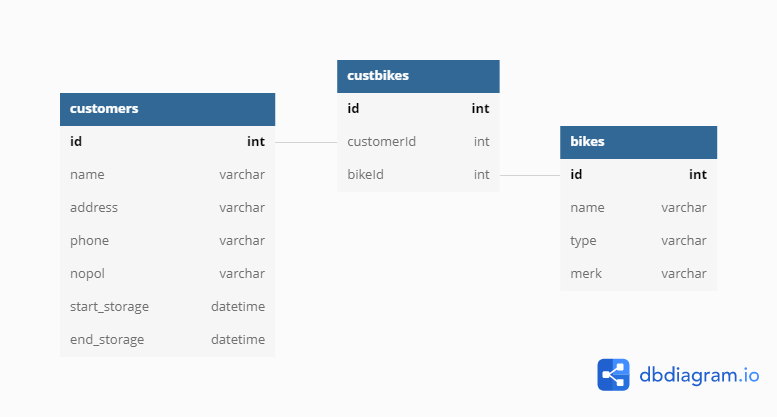 customers
id int
name varchar
address varchar
phone varchar
nopol varchar
start_storage datetime
end_storage datetime
custbikes
id int
customerId int
bikeId int
bikes
id int
name varchar
type varchar
merk varchar
dbdiagram.io